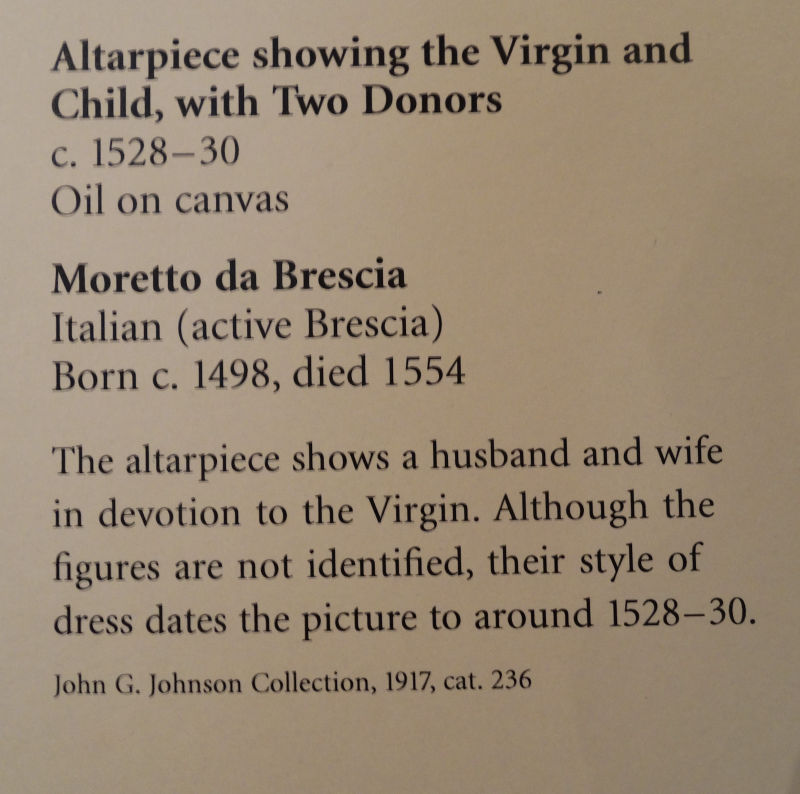 Altarpiece showing the Virgin and
Child, with Two Donors
c. 1528–30
Oil on canvas
Moretto da Brescia
Italian (active Brescia)
Born c. 1498, died 1554
The altarpiece shows a husband and wife
in devotion to the Virgin. Although the
figures are not identified, their style of
dress dates the picture to around 1528–30.
John G. Johnson Collection, 1917, cat. 236